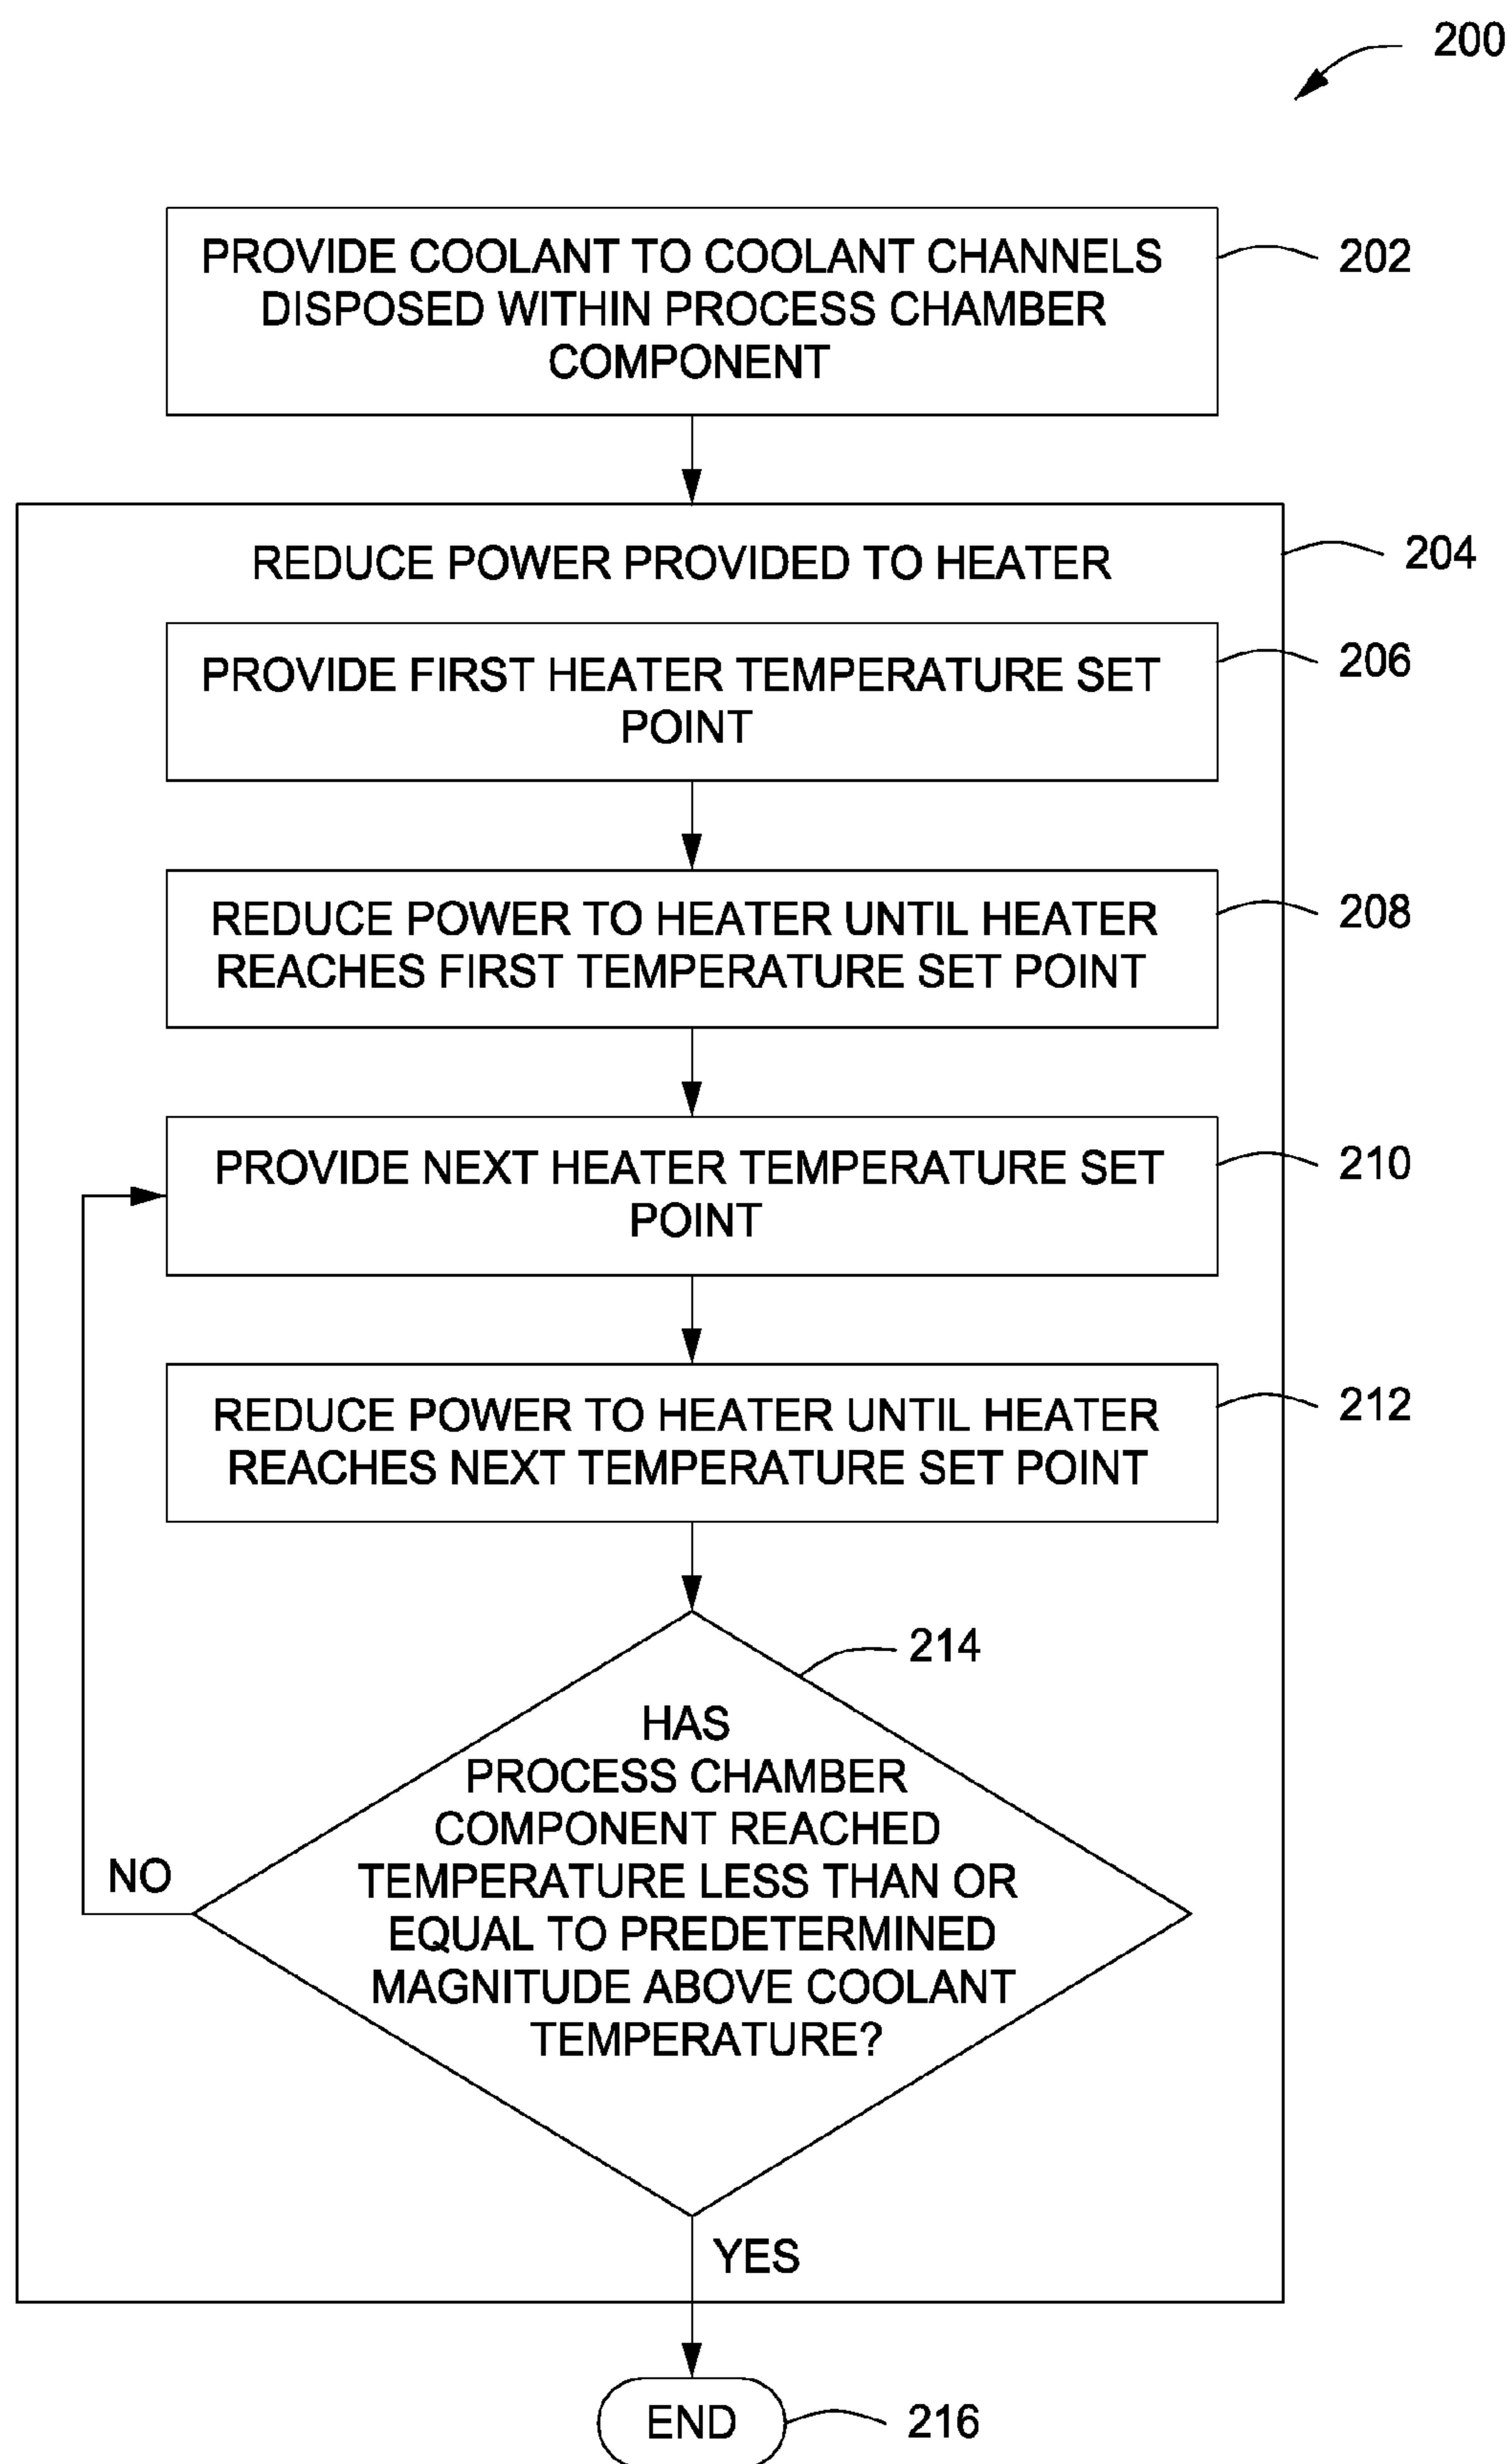 200
PROVIDE COOLANT TO COOLANT CHANNELS
DISPOSED WITHIN PROCESS CHAMBER
COMPONENT
202
REDUCE POWER PROVIDED TO HEATER
204
PROVIDE FIRST HEATER TEMPERATURE SET
POINT
206
REDUCE POWER TO HEATER UNTIL HEATER
REACHES FIRST TEMPERATURE SET POINT
208
PROVIDE NEXT HEATER TEMPERATURE SET
POINT
210
REDUCE POWER TO HEATER UNTIL HEATER
REACHES NEXT TEMPERATURE SET POINT
212
214
HAS
PROCESS CHAMBER
COMPONENT REACHED
TEMPERATURE LESS THAN OR
EQUAL TO PREDETERMINED
MAGNITUDE ABOVE COOLANT
TEMPERATURE?
NO
YES
END
216